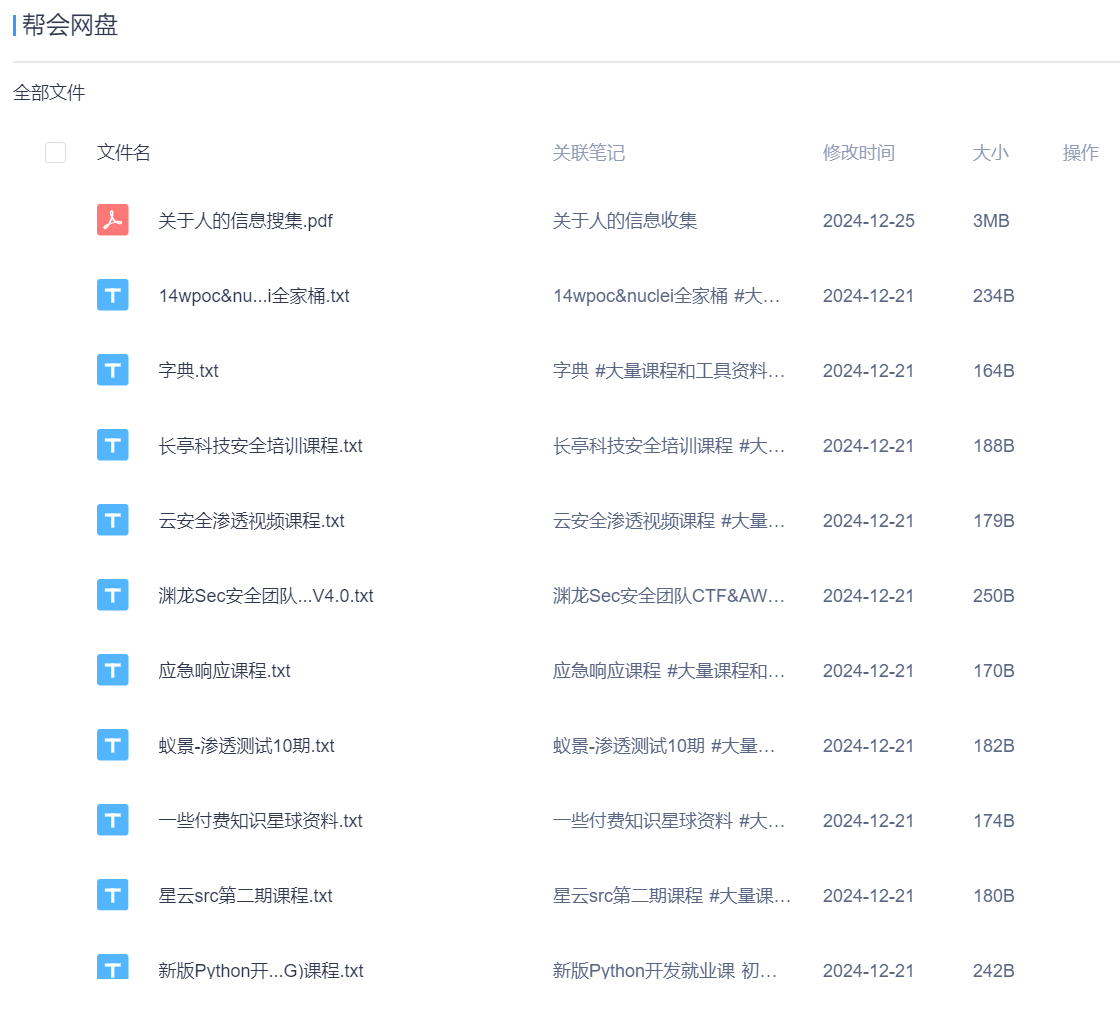 帮会网盘
全部文件
文件名 关联笔记 修改时间 大小 操作
关于人的信息搜集.pdf 关于人的信息收集 2024-12-25 3MB
14wpoc&nu...i全家桶.txt 14wpoc&nuclei全家桶 #大... 2024-12-21 234B
字典.txt 字典 #大量课程和工具资料... 2024-12-21 164B
长亭科技安全培训课程.txt 长亭科技安全培训课程 #大... 2024-12-21 188B
云安全渗透视频课程.txt 云安全渗透视频课程 #大量... 2024-12-21 179B
渊龙Sec安全团队...V4.0.txt 渊龙Sec安全团队CTF&AW... 2024-12-21 250B
应急响应课程.txt 应急响应课程 #大量课程和... 2024-12-21 170B
蚁景-渗透测试10期.txt 蚁景-渗透测试10期 #大量... 2024-12-21 182B
一些付费知识星球资料.txt 一些付费知识星球资料 #大... 2024-12-21 174B
星云src第二期课程.txt 星云src第二期课程 #大量课... 2024-12-21 180B
新版Python开...G)课程.txt 新版Python开发就业课 初... 2024-12-21 242B